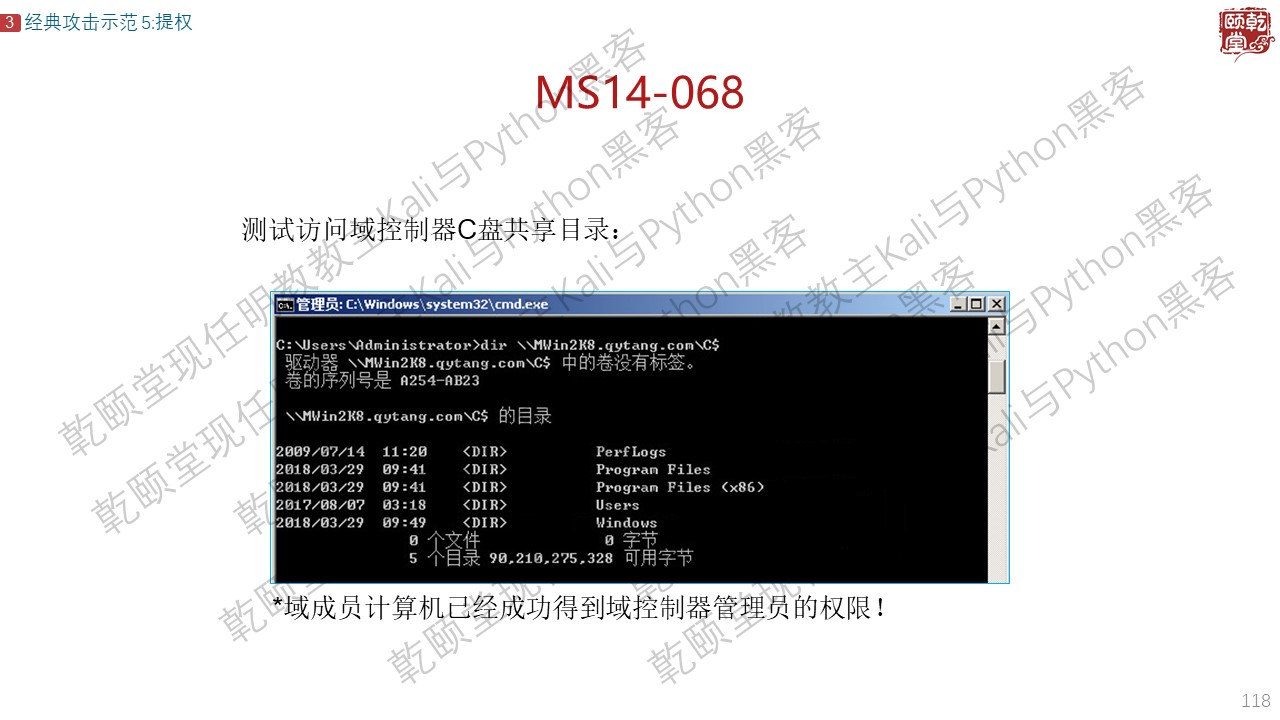 3 经典攻击示范 5:提权
颐乾堂
MS14-068
测试访问域控制器C盘共享目录：
管理员: C:\Windows\system32\cmd.exe
C:\Users\Administrator>dir \\MWin2K8.qytang.com\C$
驱动器 \\MWin2K8.qytang.com\C$ 中的卷没有标签。
卷的序列号是 A254-AB23
\\MWin2K8.qytang.com\C$ 的目录
2009/07/14 11:20 <DIR> PerfLogs
2018/03/29 09:41 <DIR> Program Files
2018/03/29 09:41 <DIR> Program Files (x86)
2017/08/07 03:18 <DIR> Users
2018/03/29 09:49 <DIR> Windows
0 个文件 0 字节
5 个目录 90,210,275,328 可用字节
*域成员计算机已经成功得到域控制器管理员的权限！
乾颐堂现任明教教主Kali与Python黑客
118